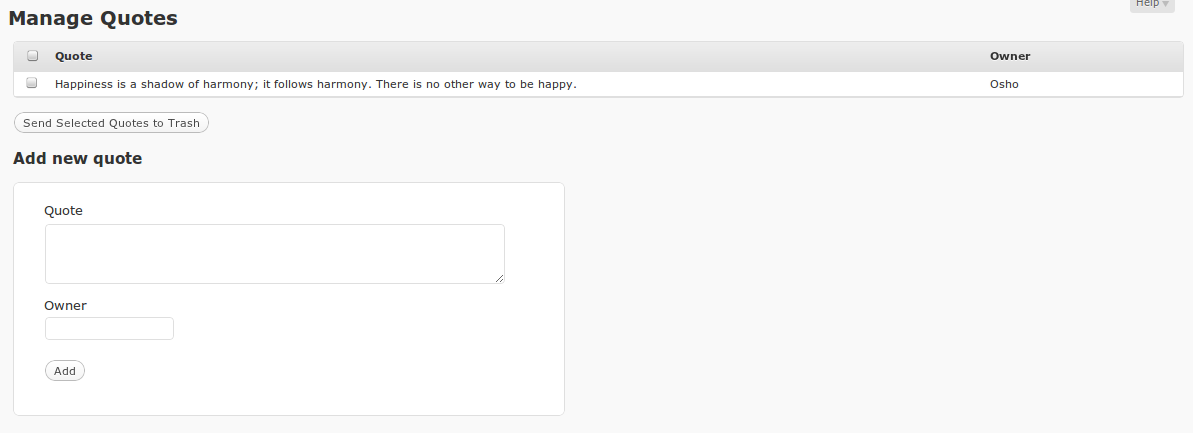 Help
Manage Quotes
Quote Owner
Happiness is a shadow of harmony; it follows harmony. There is no other way to be happy. Osho
Send Selected Quotes to Trash
Add new quote
Quote
Owner
Add